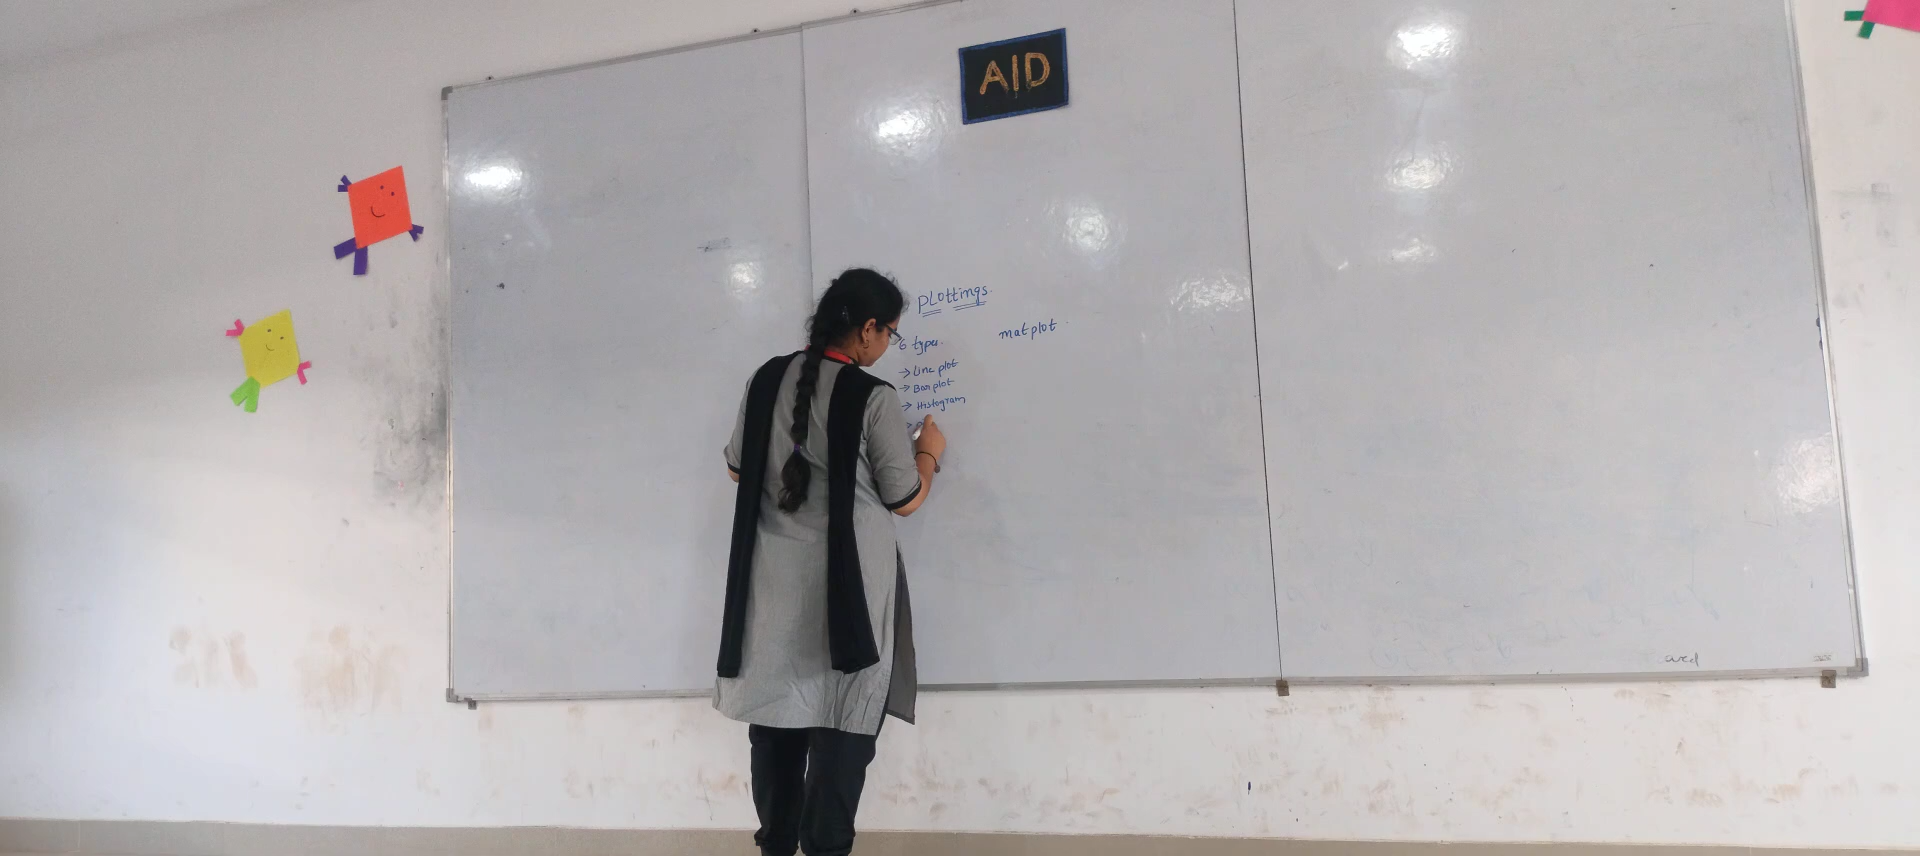 AID
pLottings.
6 types.
matplot
→ Line plot
→ Bar plot
→ Histogram
→